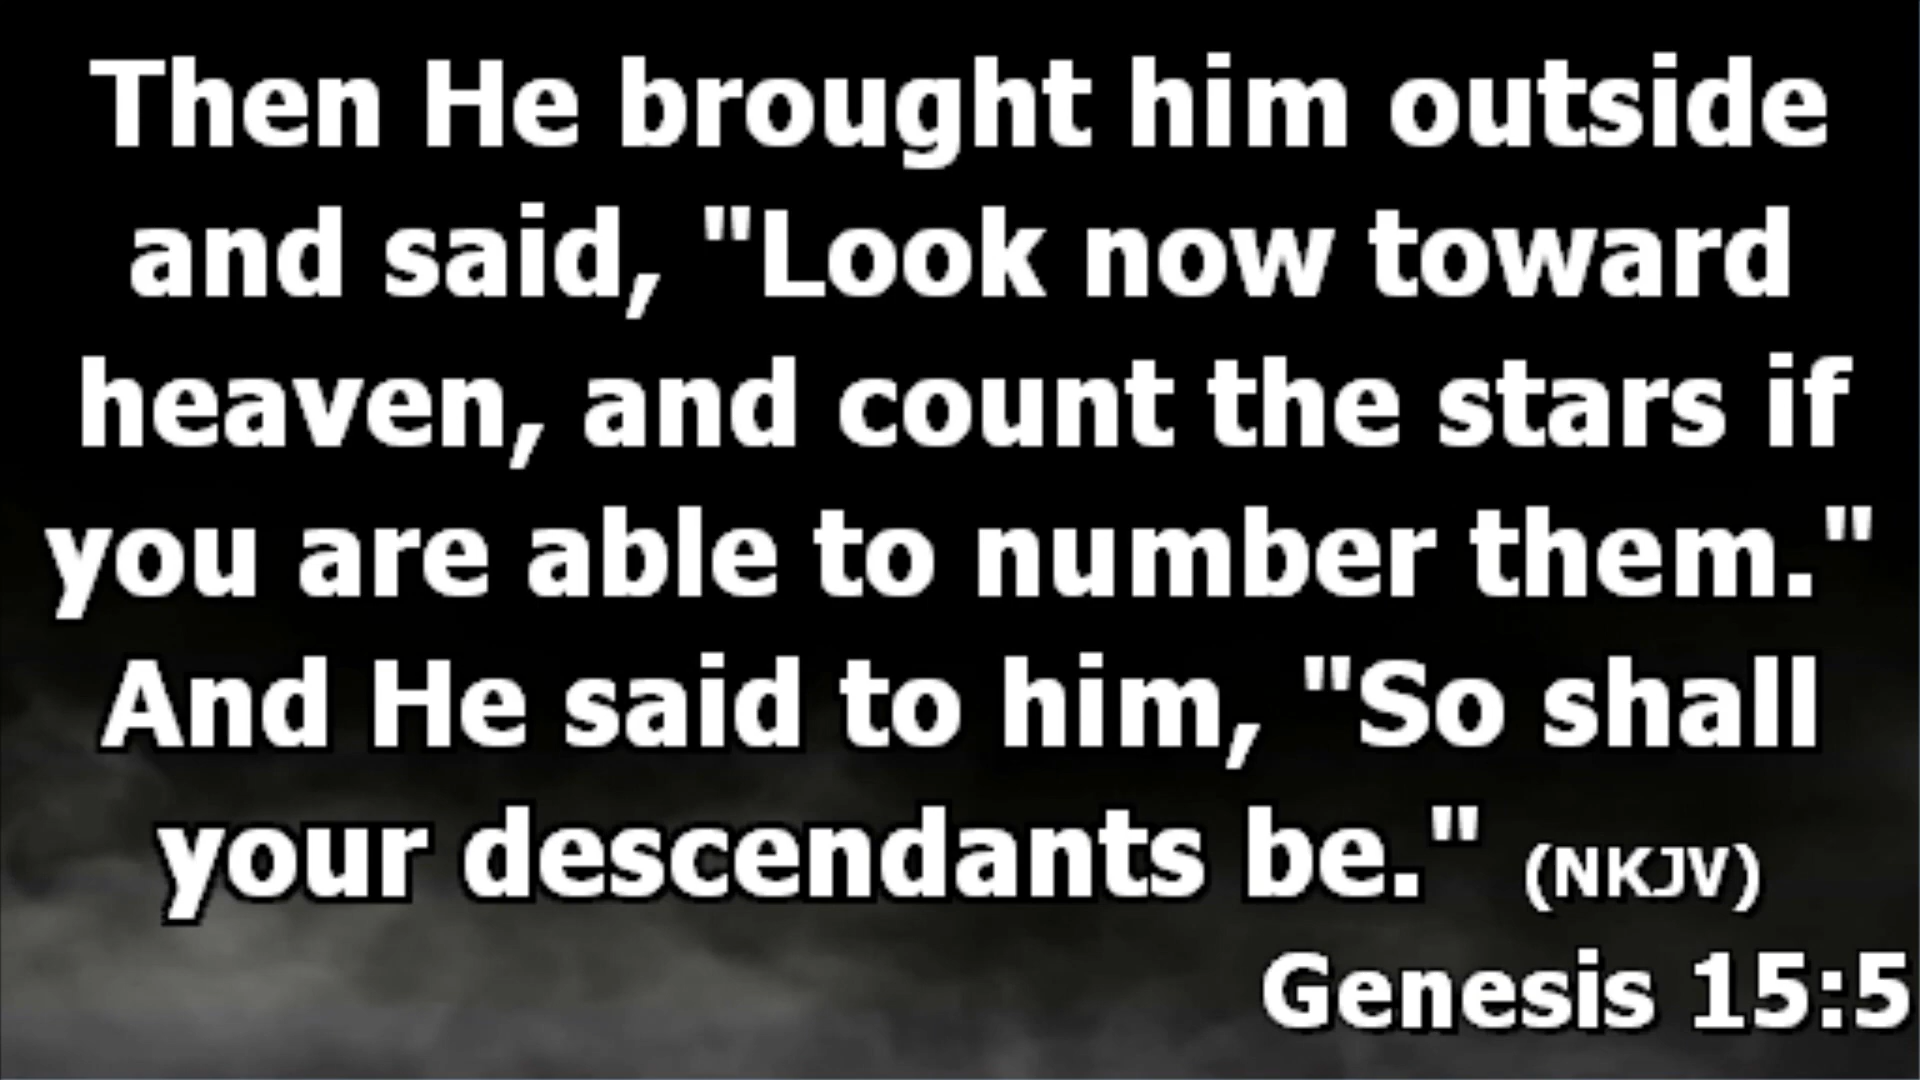 Then He brought him outside
and said, "Look now toward
heaven, and count the stars if
you are able to number them."
And He said to him, "So shall
your descendants be." (NKJV)
Genesis 15:5